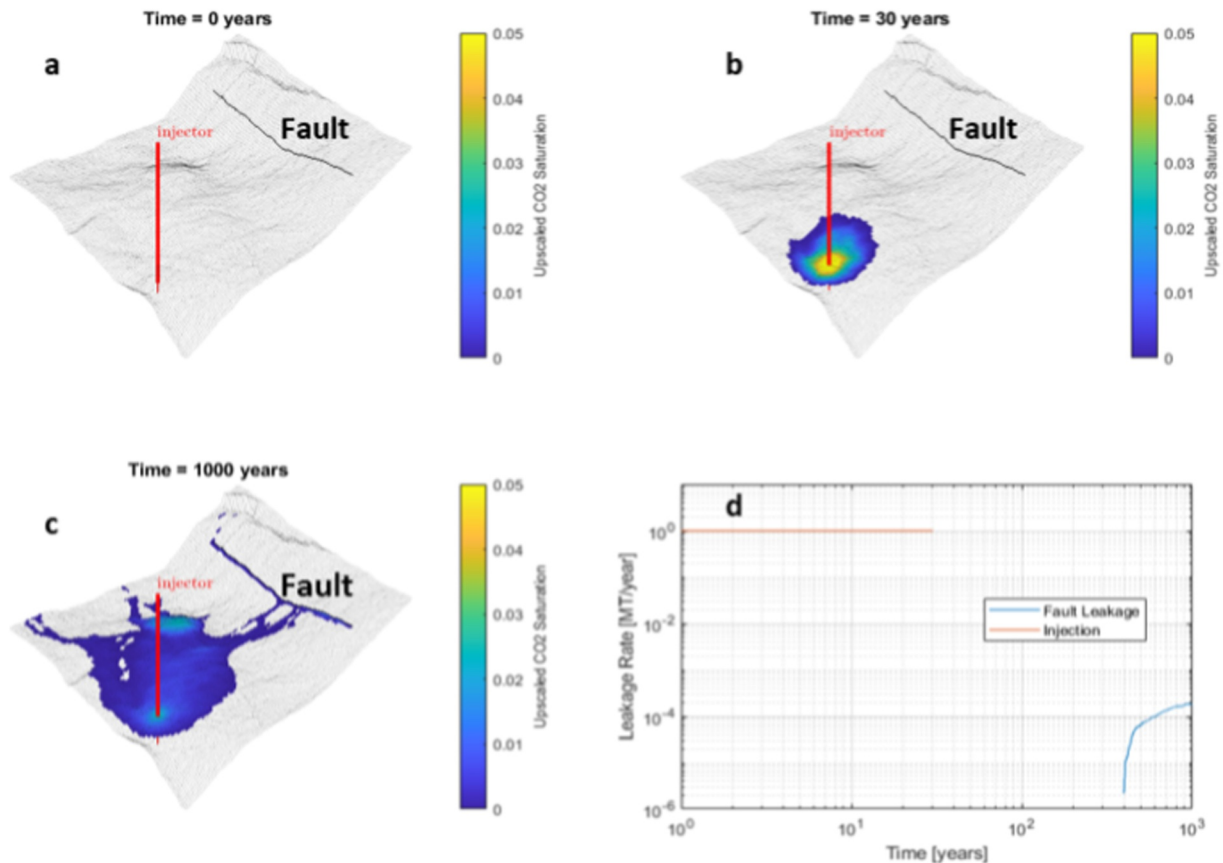 Time = 0 years
a
injector
Fault
0.05
0.04
0.03
0.02
0.01
0
Upscaled CO2 Saturation
Time = 30 years
b
injector
Fault
0.05
0.04
0.03
0.02
0.01
0
Upscaled CO2 Saturation
Time = 1000 years
c
injector
Fault
0.05
0.04
0.03
0.02
0.01
0
Upscaled CO2 Saturation
d
Leakage Rate [MT/year]
10^0
10^-2
10^-4
10^-6
Fault Leakage
Injection
10^0
10^1
10^2
10^3
Time [years]